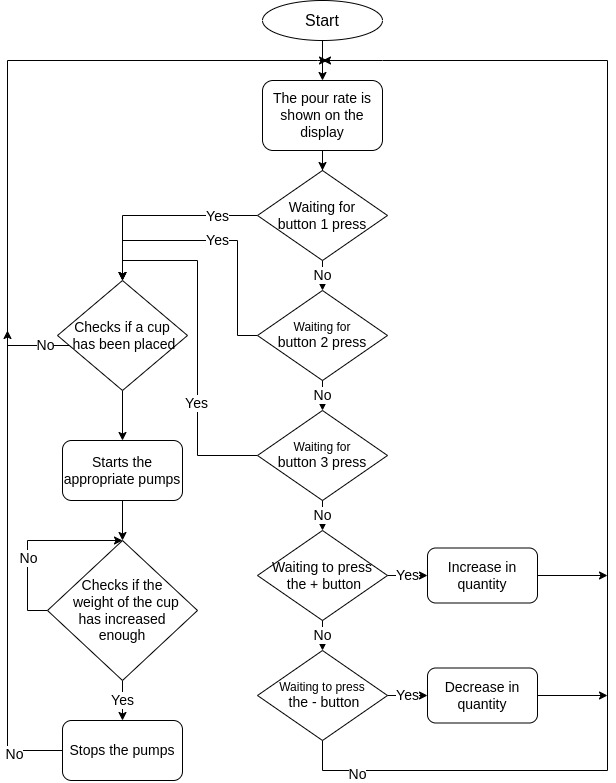 Start
The pour rate is
shown on the
display
Waiting for
button 1 press
Yes
No
Waiting for
button 2 press
Yes
No
Waiting for
button 3 press
Yes
No
Checks if a cup
has been placed
No
Starts the
appropriate pumps
Checks if the
weight of the cup
has increased
enough
No
Yes
Stops the pumps
No
Waiting to press
the + button
Yes
Increase in
quantity
No
Waiting to press
the - button
Yes
Decrease in
quantity
No